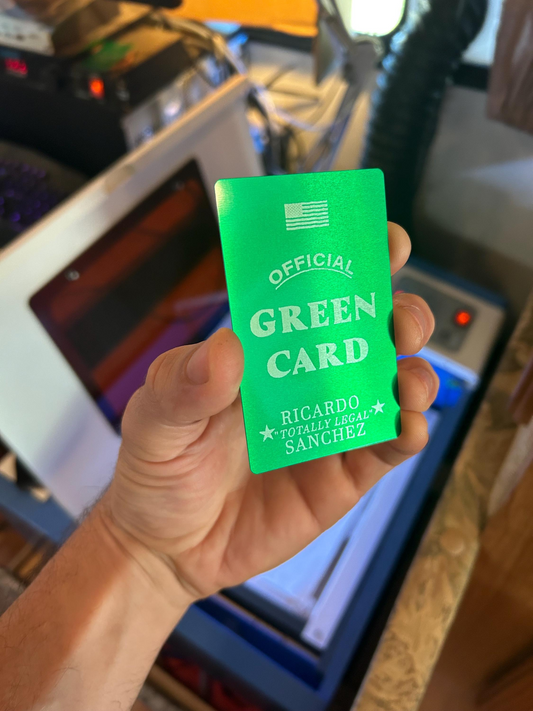 OFFICIAL
GREEN
CARD
RICARDO
"TOTALLY LEGAL"
SANCHEZ